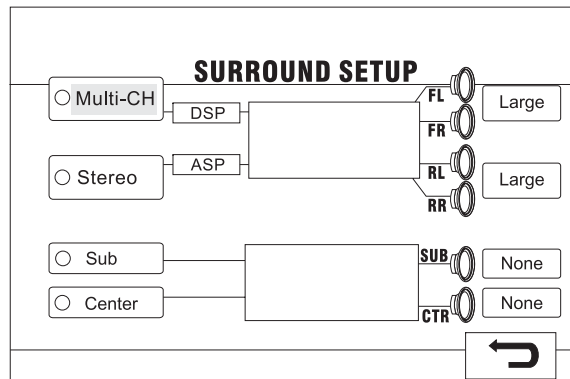 SURROUND SETUP
Multi-CH
DSP
FL
Large
FR
Stereo
ASP
RL
Large
RR
Sub
SUB
None
Center
CTR
None